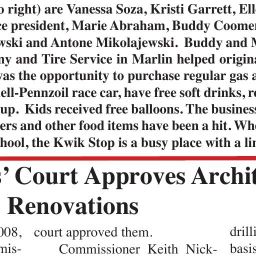 o right) are Vanessa Soza, Kristi Garrett, Ell
ce president, Marie Abraham, Buddy Coome
wski and Antone Mikolajewski. Buddy and M
ny and Tire Service in Marlin helped origina
was the opportunity to purchase regular gas a
ell-Pennzoil race car, have free soft drinks, r
up. Kids received free balloons. The business
ers and other food items have been a hit. Wh
hool, the Kwik Stop is a busy place with a lin
s' Court Approves Archit
Renovations
008, court approved them. drilli
mis- Commissioner Keith Nick- basis